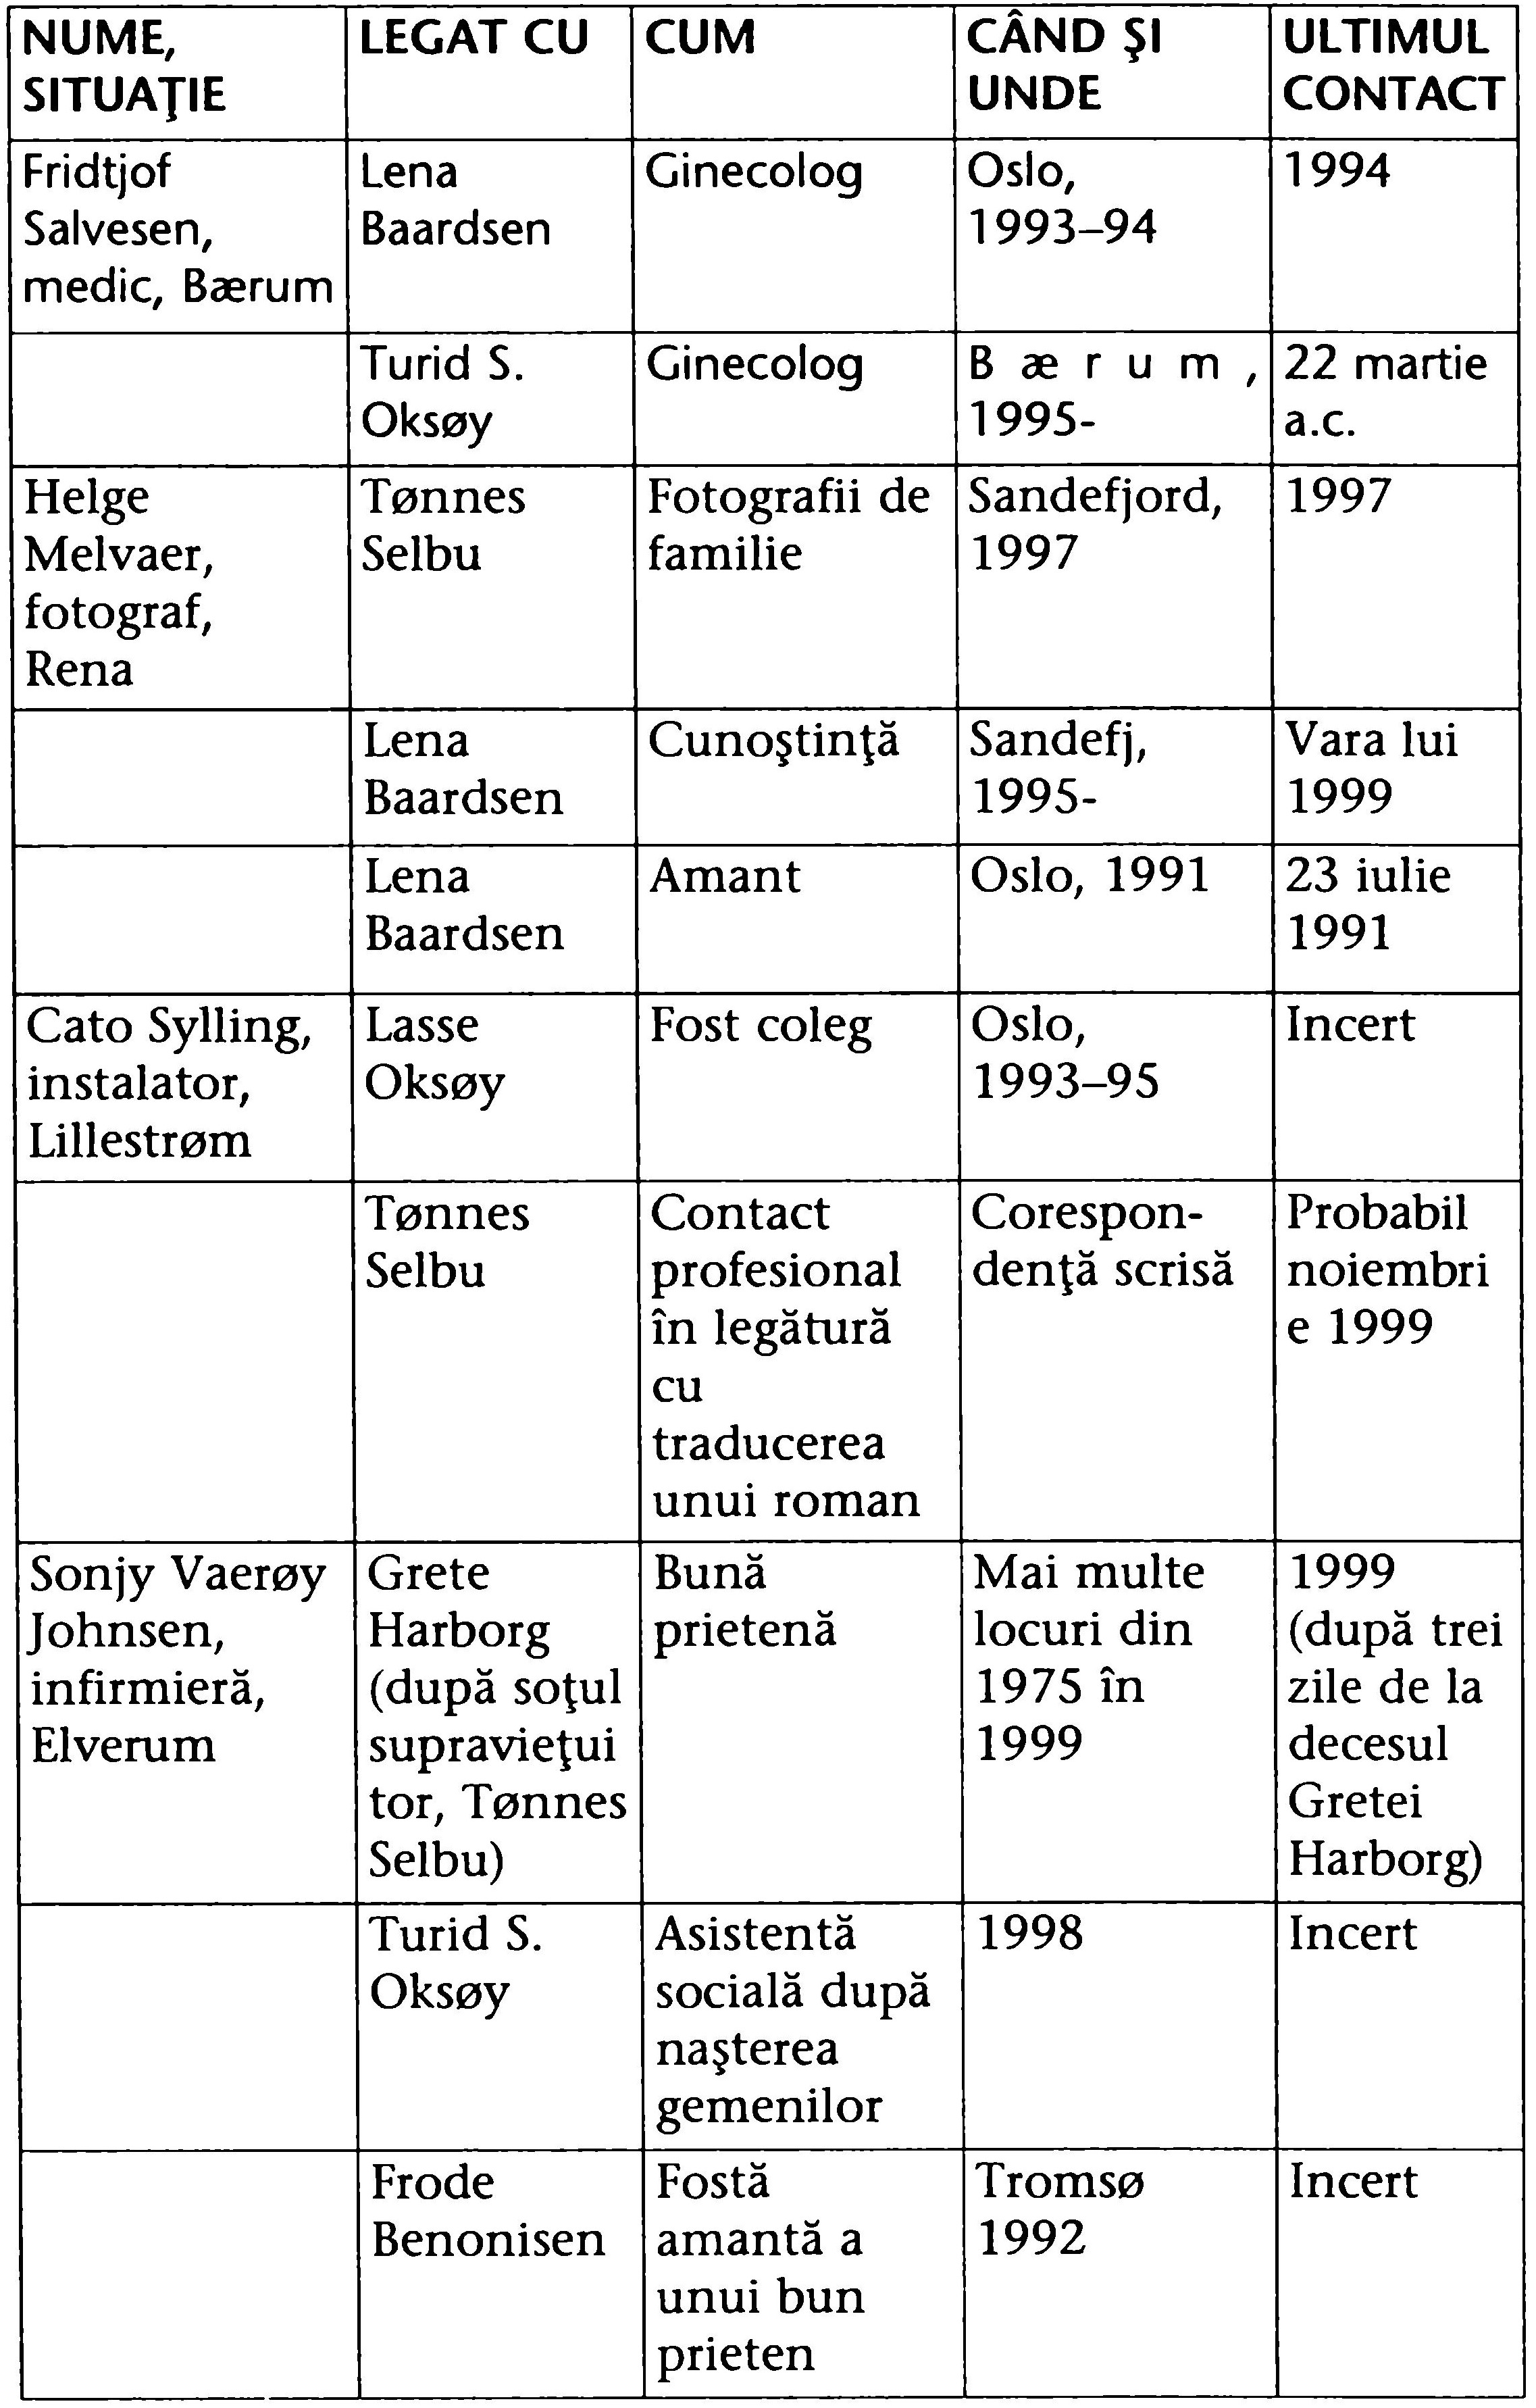 NUME,
SITUAŢIE
LEGAT CU
CUM
CÂND ŞI
UNDE
ULTIMUL
CONTACT
Fridtjof
Salvesen,
medic, Bærum
Lena
Baardsen
Ginecolog
Oslo,
1993–94
1994
Turid S.
Oksøy
Ginecolog
B æ r u m ,
1995-
22 martie
a.c.
Helge
Melvaer,
fotograf,
Rena
Tønnes
Selbu
Fotografii de
familie
Sandefjord,
1997
1997
Lena
Baardsen
Cunoştinţă
Sandefj,
1995-
Vara lui
1999
Lena
Baardsen
Amant
Oslo, 1991
23 iulie
1991
Cato Sylling,
instalator,
Lillestrøm
Lasse
Oksøy
Fost coleg
Oslo,
1993–95
Incert
Tønnes
Selbu
Contact
profesional
în legătură
cu
traducerea
unui roman
Corespon-
denţă scrisă
Probabil
noiembri
e 1999
Sonjy Vaerøy
Johnsen,
infirmieră,
Elverum
Grete
Harborg
(după soţul
supravieţui
tor, Tønnes
Selbu)
Bună
prietenă
Mai multe
locuri din
1975 în
1999
1999
(după trei
zile de la
decesul
Gretei
Harborg)
Turid S.
Oksøy
Asistentă
socială după
naşterea
gemenilor
1998
Incert
Frode
Benonisen
Fostă
amantă a
unui bun
prieten
Tromsø
1992
Incert